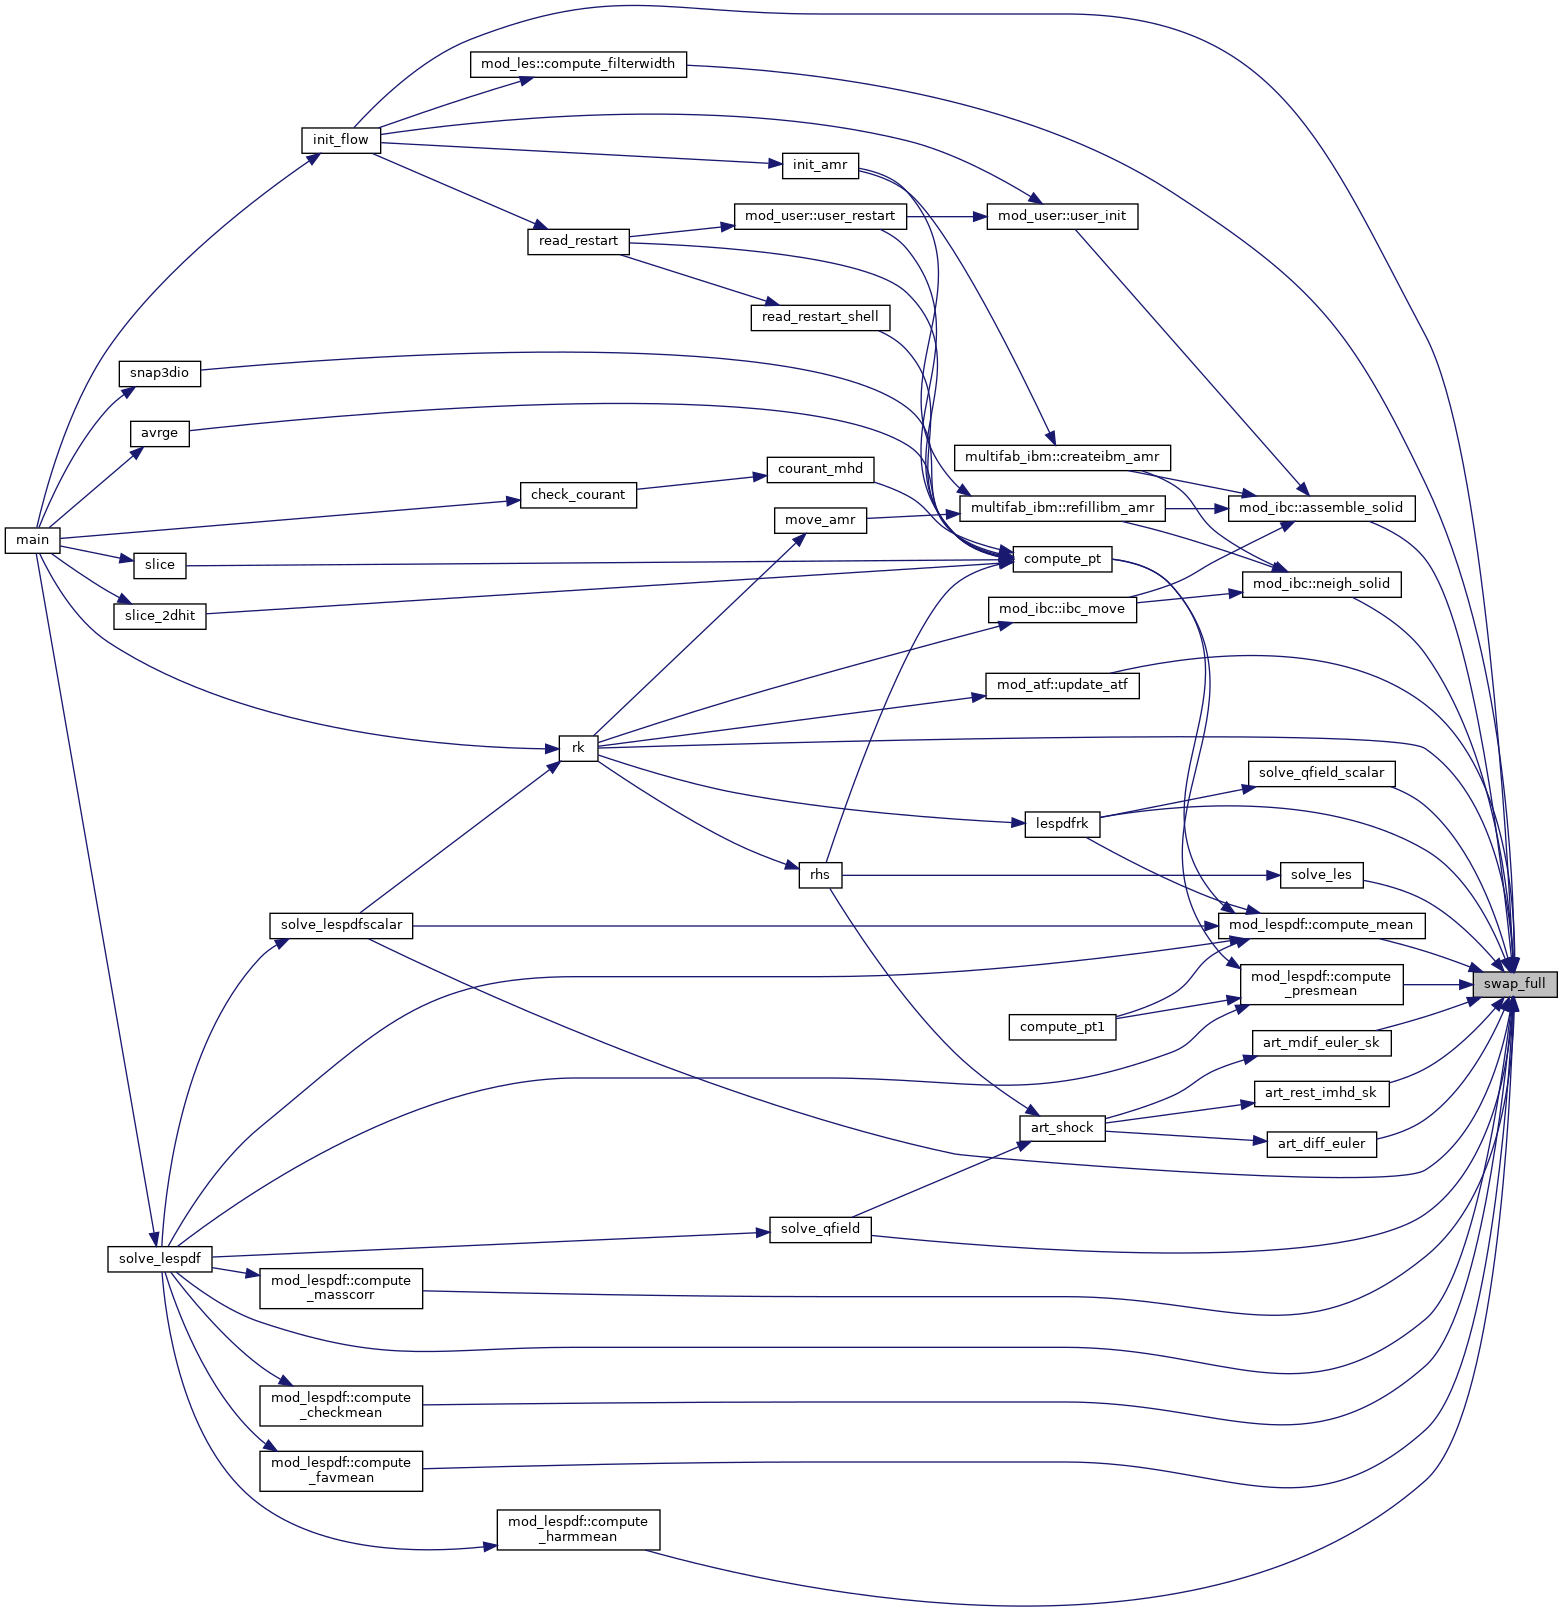 mod_les::compute_filterwidth
init_flow
init_amr
mod_user::user_restart
mod_user::user_init
read_restart
read_restart_shell
snap3dio
avrge
multifab_ibm::createibm_amr
courant_mhd
check_courant
multifab_ibm::refillibm_amr
mod_ibc::assemble_solid
move_amr
main
slice
compute_pt
mod_ibc::neigh_solid
slice_2dhit
mod_ibc::ibc_move
mod_atf::update_atf
rk
solve_qfield_scalar
lespdfrk
rhs
solve_les
solve_lespdfscalar
mod_lespdf::compute_mean
mod_lespdf::compute
_presmean
swap_full
compute_pt1
art_mdif_euler_sk
art_rest_imhd_sk
art_shock
art_diff_euler
solve_qfield
solve_lespdf
mod_lespdf::compute
_masscorr
mod_lespdf::compute
_checkmean
mod_lespdf::compute
_favmean
mod_lespdf::compute
_harmmean